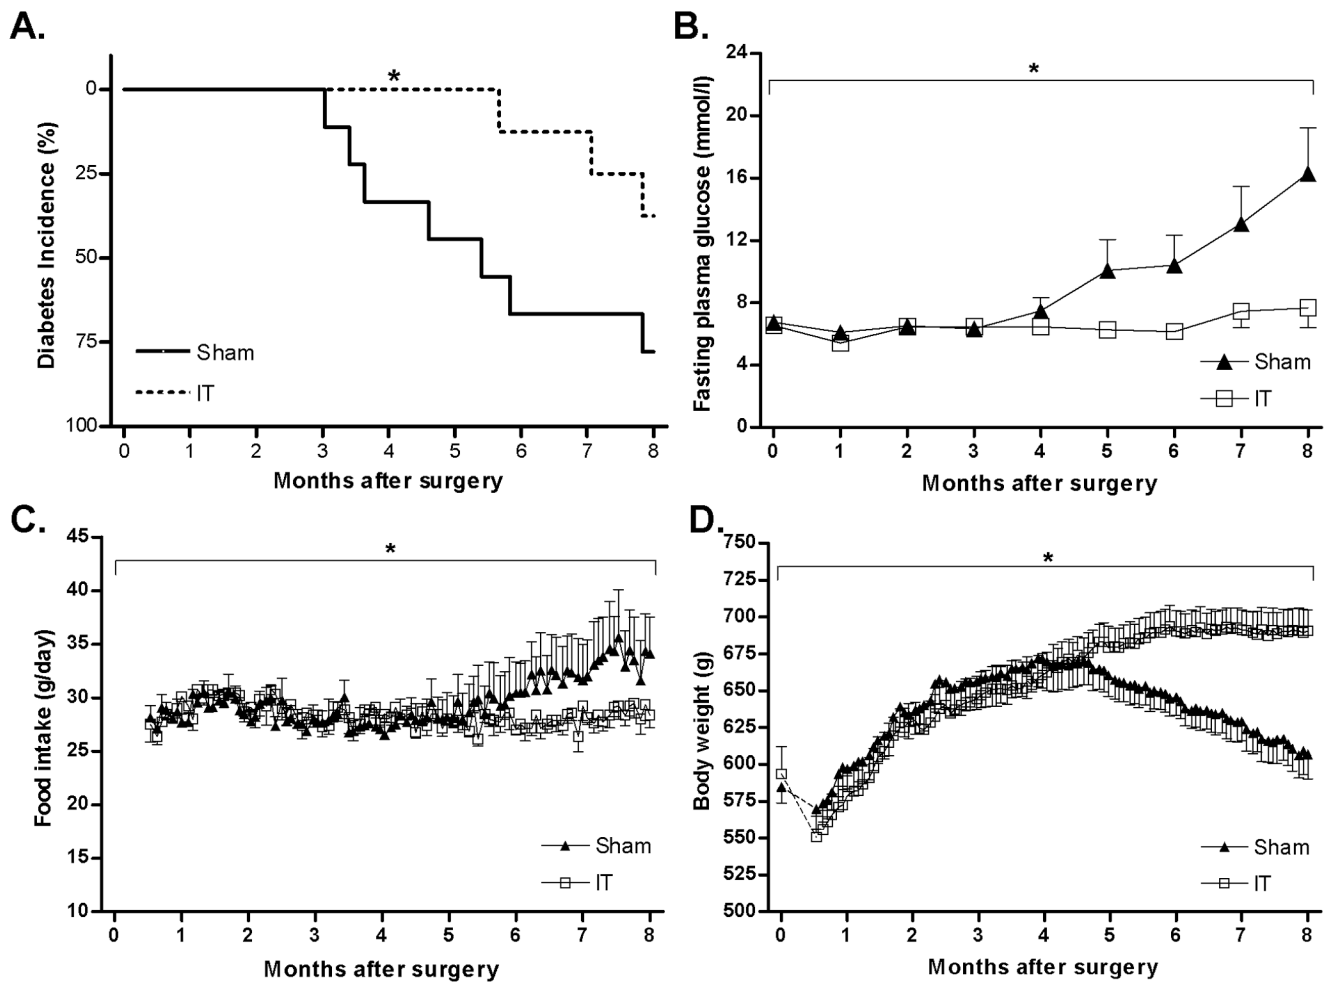 A.
*
0
25
50
75
100
Diabetes Incidence (%)
Sham
IT
0 1 2 3 4 5 6 7 8
Months after surgery
B.
*
24
20
16
12
8
4
0
Fasting plasma glucose (mmol/l)
Sham
IT
0 1 2 3 4 5 6 7 8
Months after surgery
C.
*
45
40
35
30
25
20
15
10
Food intake (g/day)
Sham
IT
0 1 2 3 4 5 6 7 8
Months after surgery
D.
*
750
725
700
675
650
625
600
575
550
525
500
Body weight (g)
Sham
IT
0 1 2 3 4 5 6 7 8
Months after surgery